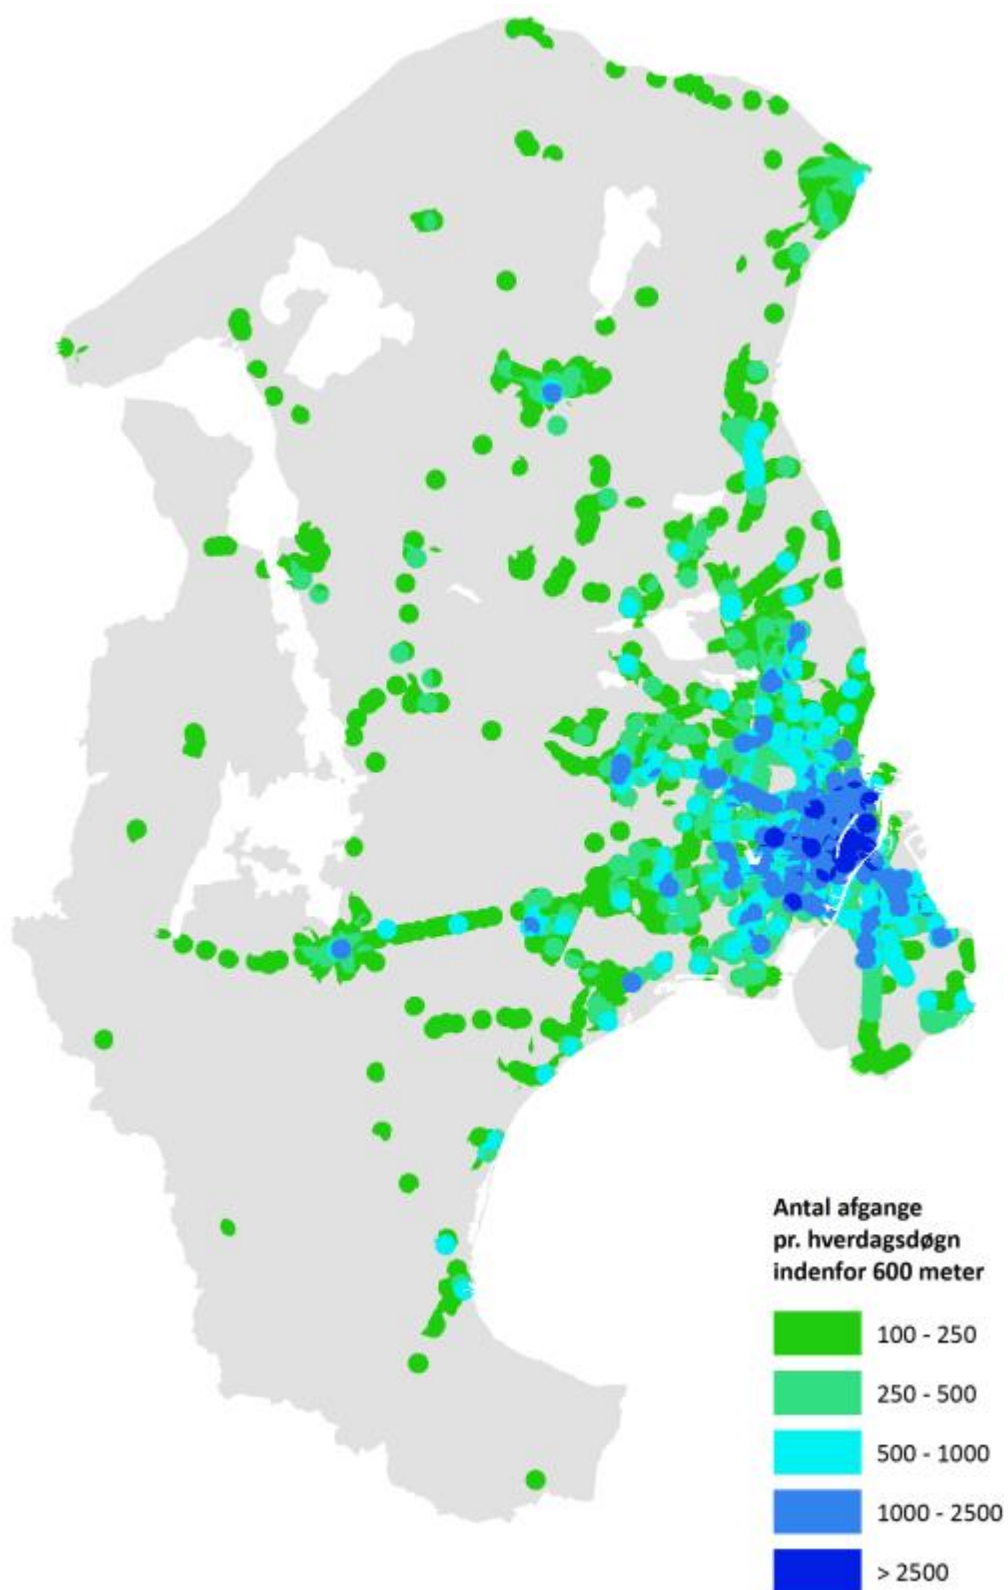 Antal afgange
pr. hverdagsdøgn
indenfor 600 meter
100 - 250
250 - 500
500 - 1000
1000 - 2500
> 2500